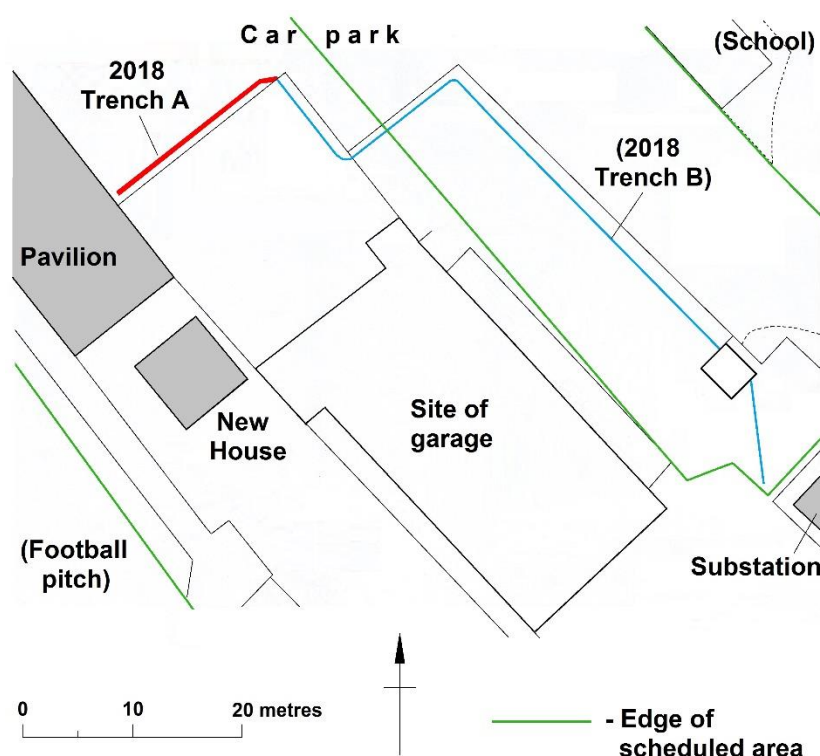 Car park
(School)
2018
Trench A
(2018
Trench B)
Pavilion
New
House
Site of
garage
(Football
pitch)
Substation
0 10 20 metres
- Edge of
scheduled area